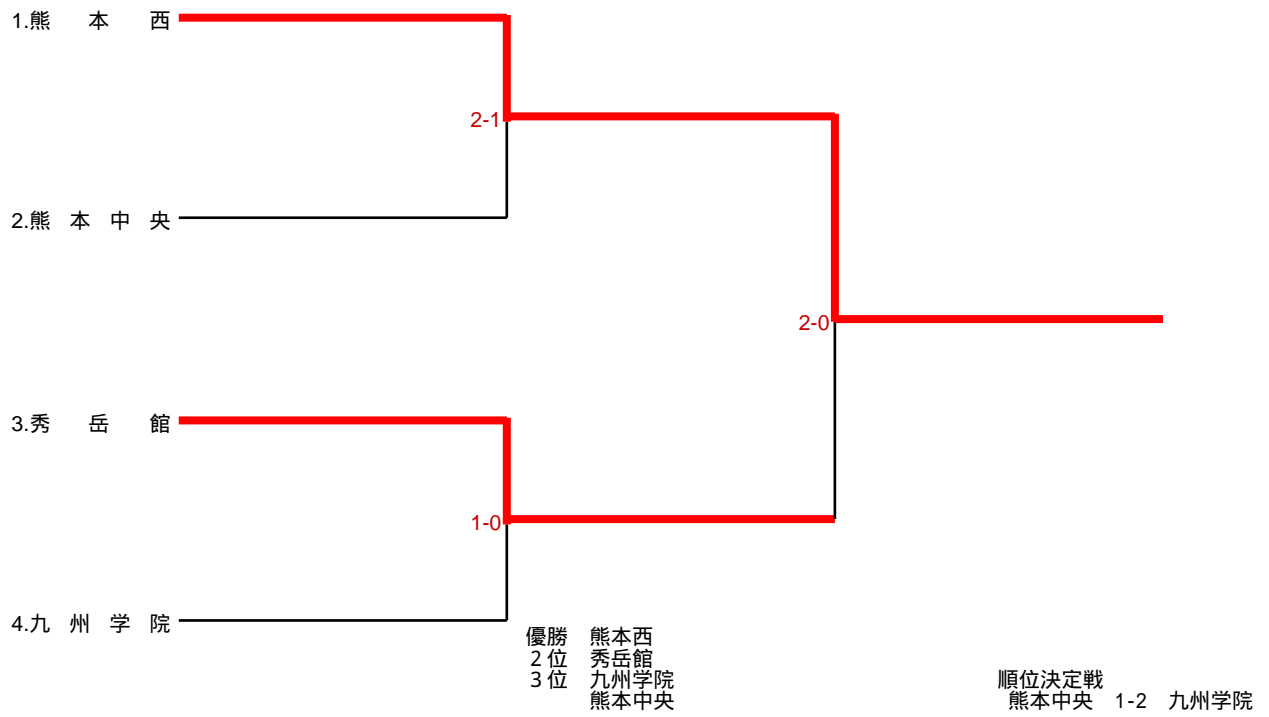 1.熊本西
2-1
2.熊本中央
2-0
3.秀岳館
1-0
4.九州学院
優勝 熊本西
2位 秀岳館
3位 九州学院
熊本中央
順位決定戦
熊本中央 1-2 九州学院